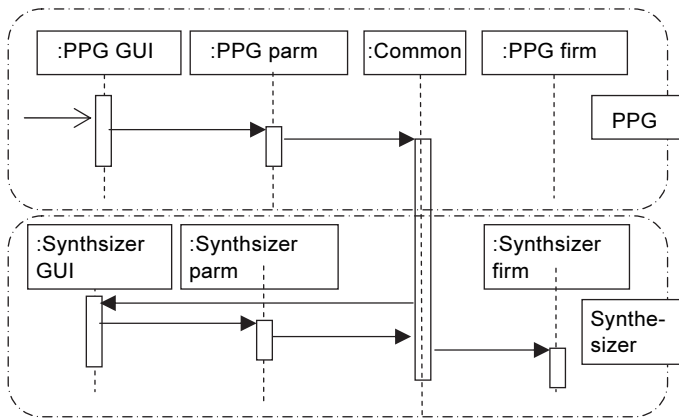 :PPG GUI
:PPG parm
:Common
:PPG firm
PPG
:Synthsizer
GUI
:Synthsizer
parm
:Synthsizer
firm
Synthe-
sizer